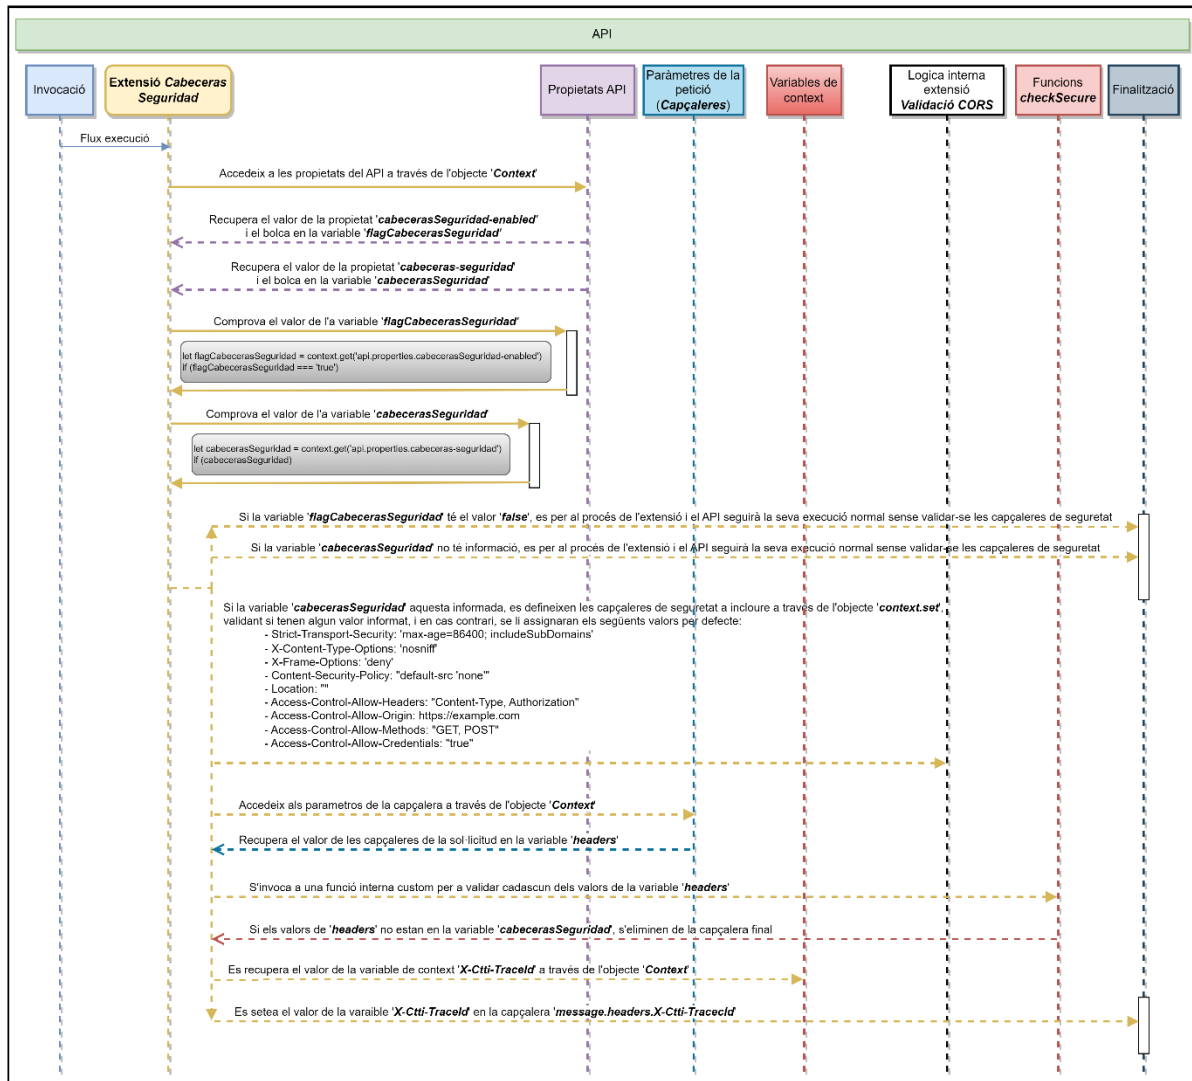 API
Invocació
Extensió Cabeceras
Seguridad
Propietats API
Paràmetres de la
petició
(Capçaleres)
Variables de
context
Logica interna
extensió
Validació CORS
Funcions
checkSecure
Finalització
Flux execució
Accedeix a les propietats del API a través de l'objecte 'Context'
Recupera el valor de la propietat 'cabecerasSeguridad-enabled'
i el bolca en la variable 'flagCabecerasSeguridad'
Recupera el valor de la propietat 'cabeceras-seguridad'
i el bolca en la variable 'cabecerasSeguridad'
Comprova el valor de l'a variable 'flagCabecerasSeguridad'
let flagCabecerasSeguridad = context.get('api.properties.cabecerasSeguridad-enabled')
if (flagCabecerasSeguridad === 'true')
Comprova el valor de l'a variable 'cabecerasSeguridad'
let cabecerasSeguridad = context.get('api.properties.cabeceras-seguridad')
if (cabecerasSeguridad)
Si la variable 'flagCabecerasSeguridad' té el valor 'false', es per al procés de l'extensió i el API seguirà la seva execució normal sense validar-se les capçaleres de seguretat
Si la variable 'cabecerasSeguridad' no té informació, es per al procés de l'extensió i el API seguirà la seva execució normal sense validar-se les capçaleres de seguretat
Si la variable 'cabecerasSeguridad' aquesta informada, es defineixen les capçaleres de seguretat a incloure a través de l'objecte 'context.set',
validant si tenen algun valor informat, i en cas contrari, se li assignaran els següents valors per defecte:
- Strict-Transport-Security: 'max-age=86400; includeSubDomains'
- X-Content-Type-Options: 'nosniff'
- X-Frame-Options: 'deny'
- Content-Security-Policy: "default-src 'none'"
- Location: ""
- Access-Control-Allow-Headers: "Content-Type, Authorization"
- Access-Control-Allow-Origin: https://example.com
- Access-Control-Allow-Methods: "GET, POST"
- Access-Control-Allow-Credentials: "true"
Accedeix als parametros de la capçalera a través de l'objecte 'Context'
Recupera el valor de les capçaleres de la sol·licitud en la variable 'headers'
S'invoca a una funció interna custom per a validar cadascun dels valors de la variable 'headers'
Si els valors de 'headers' no estan en la variable 'cabecerasSeguridad', s'eliminen de la capçalera final
Es recupera el valor de la variable de context 'X-Ctti-TraceId' a través de l'objecte 'Context'
Es setea el valor de la varaible 'X-Ctti-TraceId' en la capçalera 'message.headers.X-Ctti-TracecId'